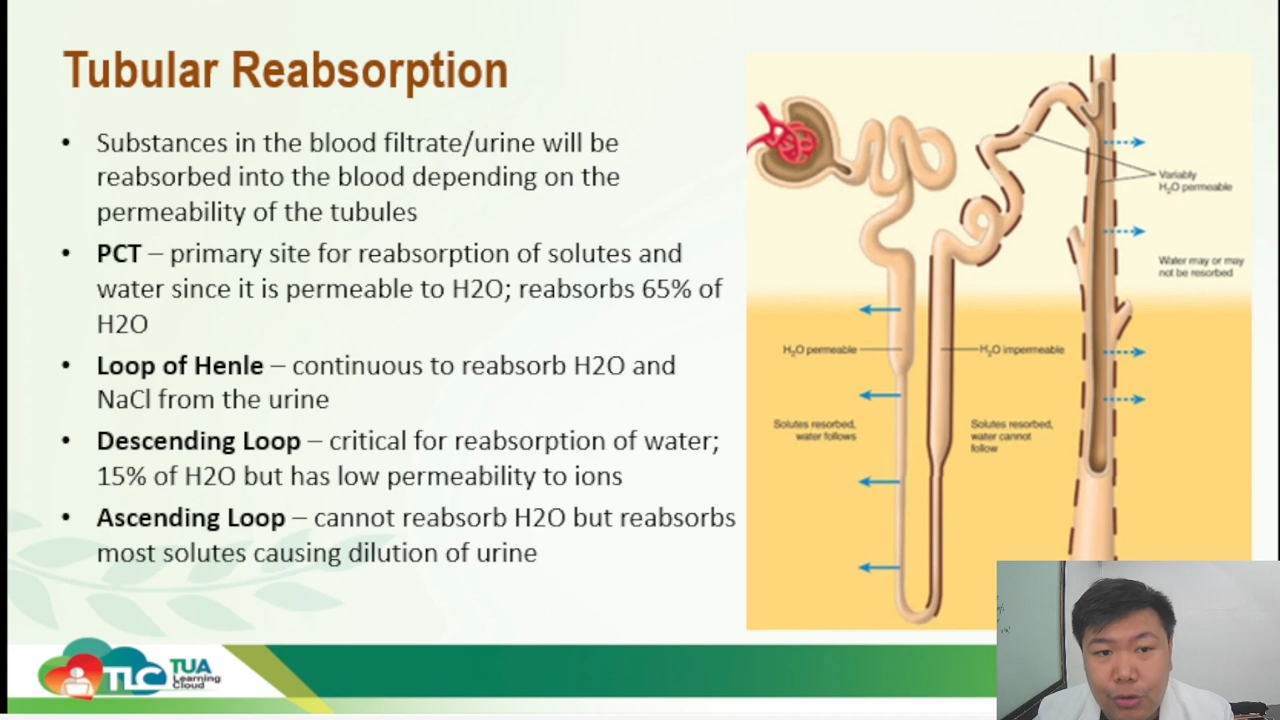 Tubular Reabsorption
• Substances in the blood filtrate/urine will be
reabsorbed into the blood depending on the
permeability of the tubules
• PCT – primary site for reabsorption of solutes and
water since it is permeable to H2O; reabsorbs 65% of
H2O
• Loop of Henle – continuous to reabsorb H2O and
NaCl from the urine
• Descending Loop – critical for reabsorption of water;
15% of H2O but has low permeability to ions
• Ascending Loop – cannot reabsorb H2O but reabsorbs
most solutes causing dilution of urine
Variably
H₂O permeable
Water may or may
not be resorbed
H₂O permeable
H₂O impermeable
Solutes resorbed,
water follows
Solutes resorbed,
water cannot
follow
TLC TUA
Learning
Cloud